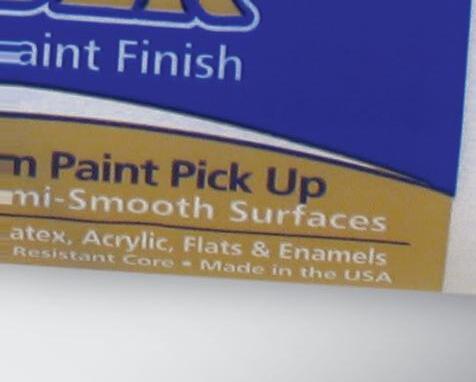 aint Finish
m Paint Pick Up
mi-Smooth Surfaces
atex, Acrylic, Flats & Enamels
Resistant Core • Made in the USA